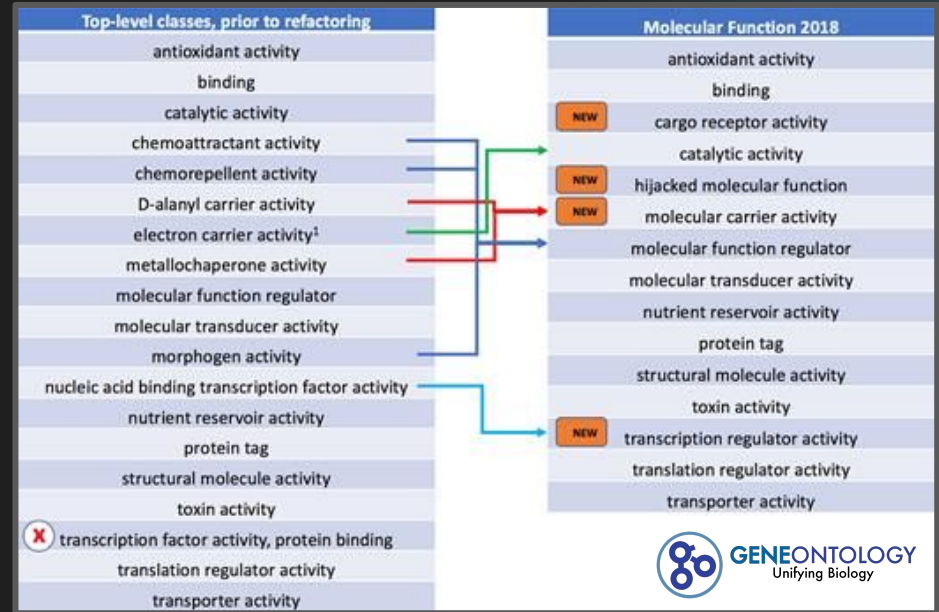 Top-level classes, prior to refactoring
antioxidant activity
binding
catalytic activity
chemoattractant activity
chemorepellent activity
D-alanyl carrier activity
electron carrier activity¹
metallochaperone activity
molecular function regulator
molecular transducer activity
morphogen activity
nucleic acid binding transcription factor activity
nutrient reservoir activity
protein tag
structural molecule activity
toxin activity
X transcription factor activity, protein binding
translation regulator activity
transporter activity
Molecular Function 2018
antioxidant activity
binding
NEW cargo receptor activity
catalytic activity
NEW hijacked molecular function
NEW molecular carrier activity
molecular function regulator
molecular transducer activity
nutrient reservoir activity
protein tag
structural molecule activity
toxin activity
NEW transcription regulator activity
translation regulator activity
transporter activity
GENEONTOLOGY
Unifying Biology